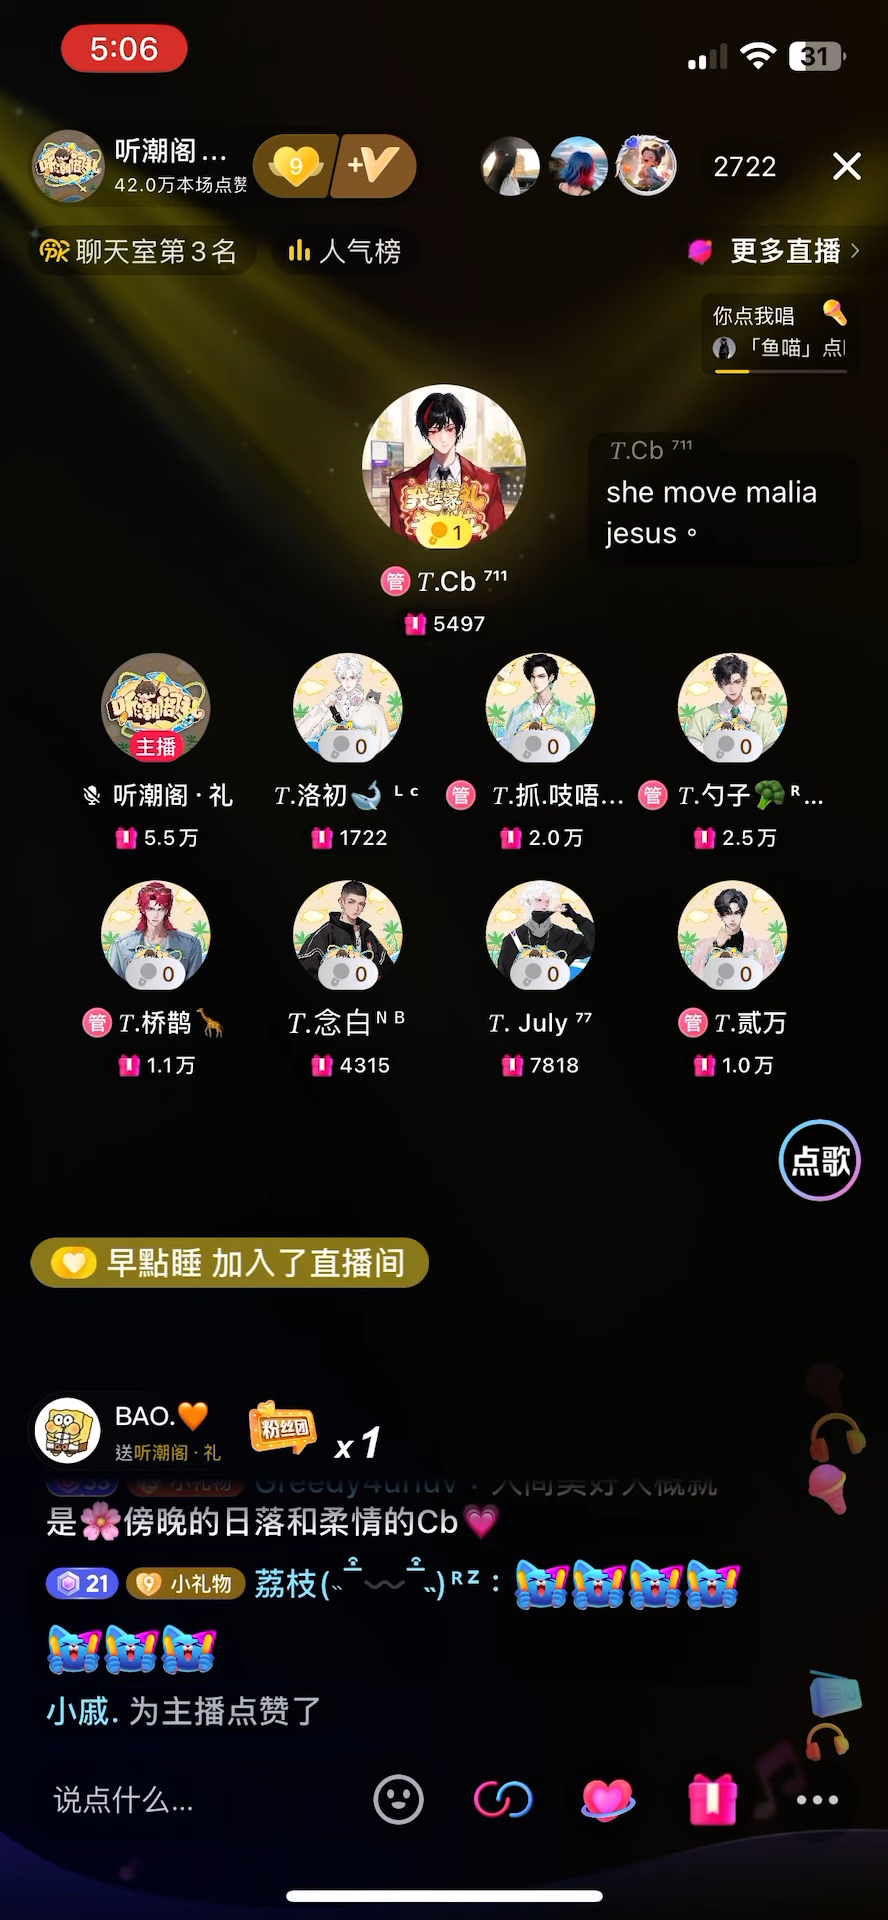 5:06
31
听潮阁...
42.0万本场点赞
9
+V
2722
聊天室第3名
人气榜
更多直播
你点我唱
「鱼喵」点
T.Cb 711
she move malia
jesus。
1
管 T.Cb 711
5497
主播
0
0
0
听潮阁·礼
T.洛初 L c
管 T.抓.吱唔...
管 T.勺子 R...
5.5万
1722
2.0万
2.5万
0
0
0
0
管 T.桥鹊
T.念白 N B
T. July 77
管 T.贰万
1.1万
4315
7818
1.0万
点歌
早點睡 加入了直播间
BAO.
送听潮阁·礼
粉丝团
x1
是🌸傍晚的日落和柔情的Cb💗
21 9 小礼物 荔枝 R Z :
小戚. 为主播点赞了
说点什么...